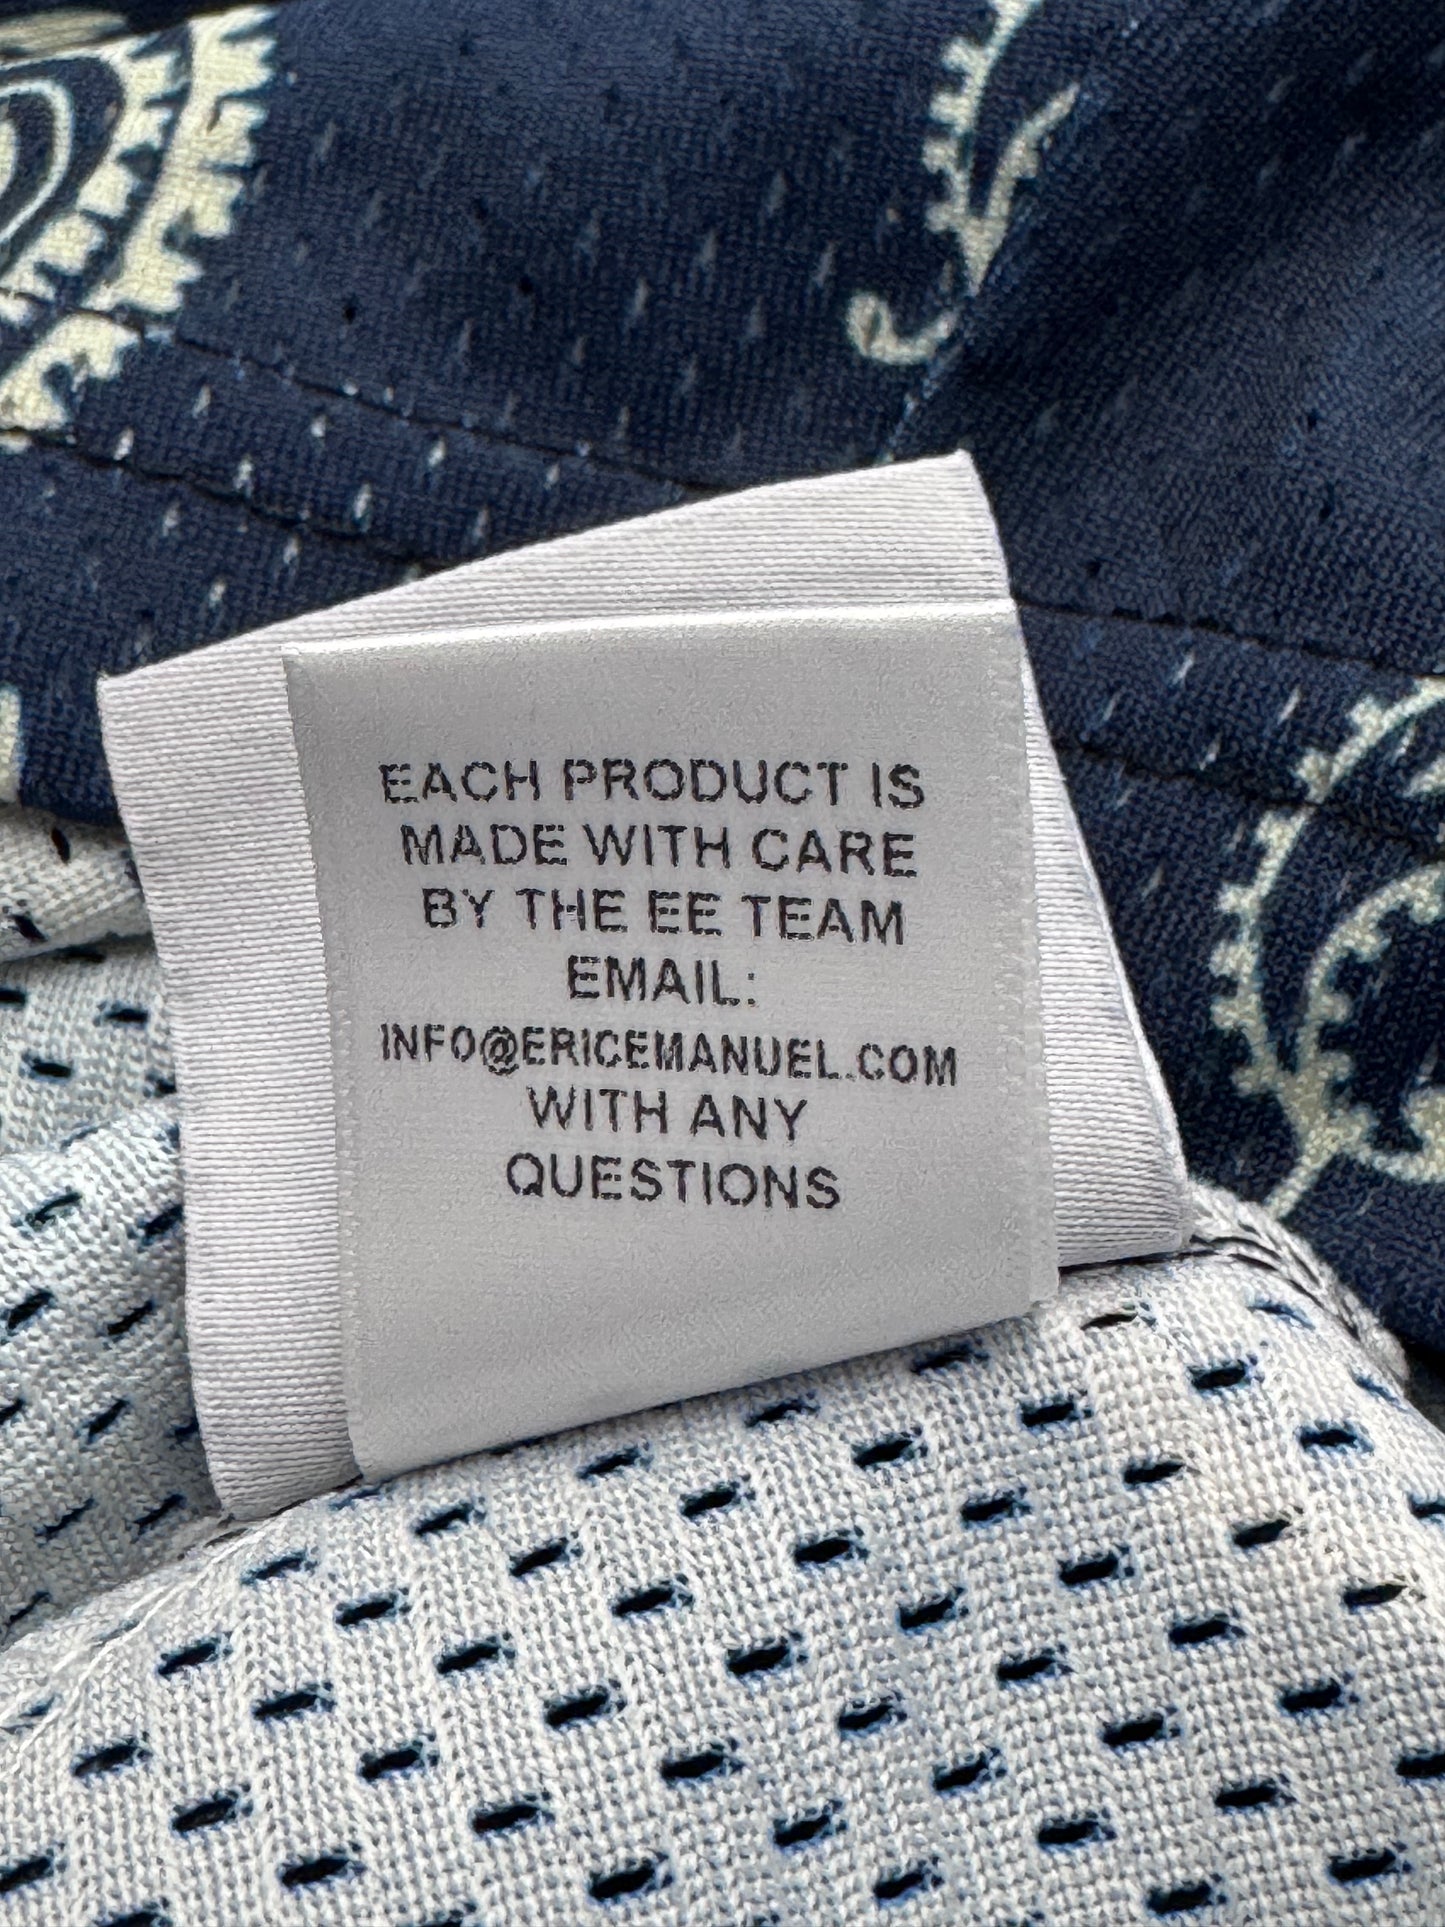 EACH PRODUCT IS
MADE WITH CARE
BY THE EE TEAM
EMAIL:
INFO@ERICEMANUEL.COM
WITH ANY
QUESTIONS